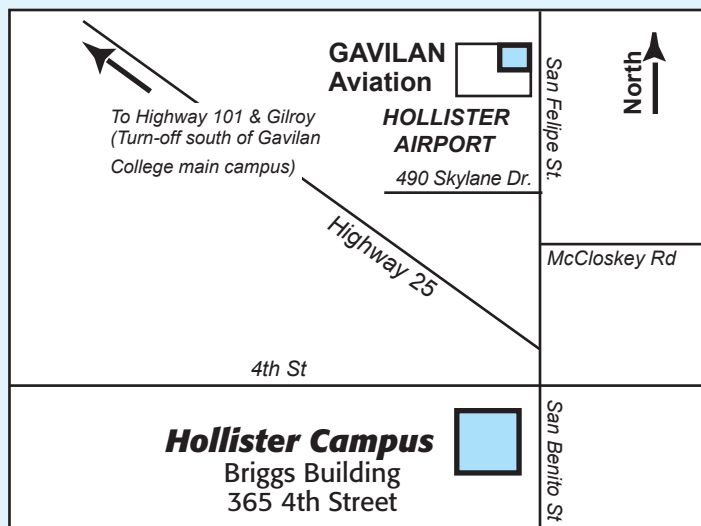 GAVILAN
Aviation
San Felipe St.
North
To Highway 101 & Gilroy
(Turn-off south of Gavilan
College main campus)
HOLLISTER
AIRPORT
490 Skylane Dr.
Highway 25
McCloskey Rd
4th St
Hollister Campus
Briggs Building
365 4th Street
San Benito St